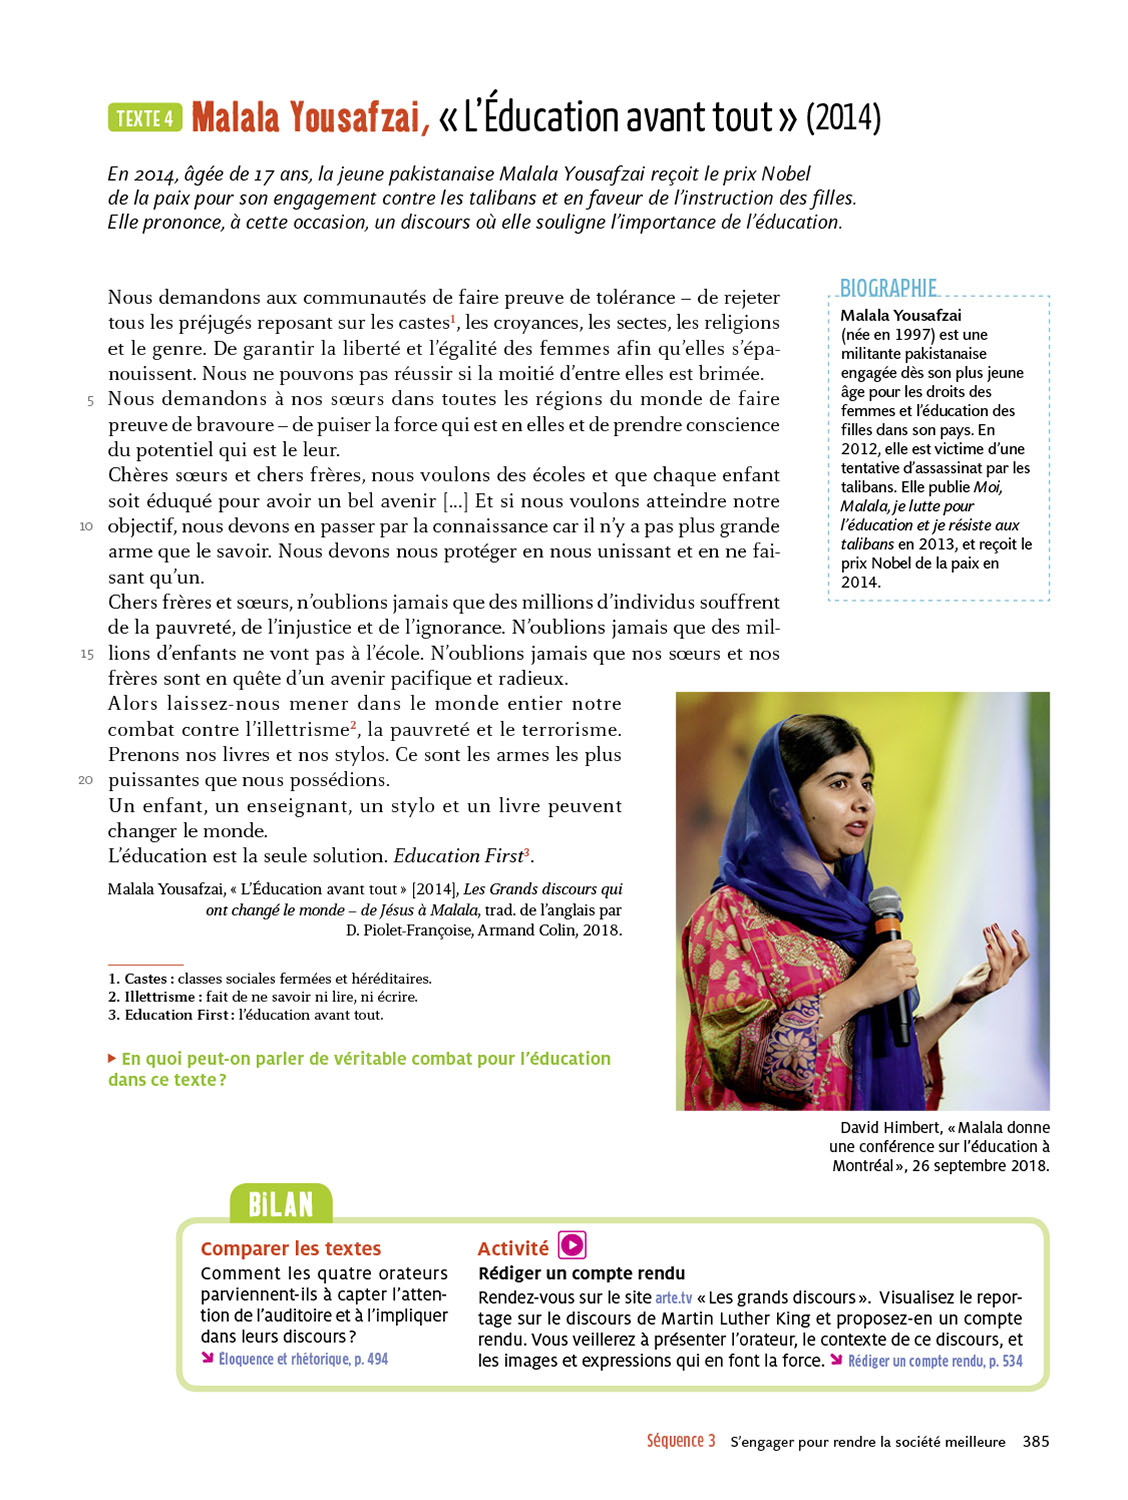 TEXTE 4 Malala Yousafzai, « L’Éducation avant tout » (2014)
En 2014, âgée de 17 ans, la jeune pakistanaise Malala Yousafzai reçoit le prix Nobel
de la paix pour son engagement contre les talibans et en faveur de l’instruction des filles.
Elle prononce, à cette occasion, un discours où elle souligne l’importance de l’éducation.
Nous demandons aux communautés de faire preuve de tolérance – de rejeter
tous les préjugés reposant sur les castes1, les croyances, les sectes, les religions
et le genre. De garantir la liberté et l’égalité des femmes afin qu’elles s’épa-
nouissent. Nous ne pouvons pas réussir si la moitié d’entre elles est brimée.
5 Nous demandons à nos sœurs dans toutes les régions du monde de faire
preuve de bravoure – de puiser la force qui est en elles et de prendre conscience
du potentiel qui est le leur.
Chères sœurs et chers frères, nous voulons des écoles et que chaque enfant
soit éduqué pour avoir un bel avenir [...] Et si nous voulons atteindre notre
10 objectif, nous devons en passer par la connaissance car il n’y a pas plus grande
arme que le savoir. Nous devons nous protéger en nous unissant et en ne fai-
sant qu’un.
Chers frères et sœurs, n’oublions jamais que des millions d’individus souffrent
de la pauvreté, de l’injustice et de l’ignorance. N’oublions jamais que des mil-
15 lions d’enfants ne vont pas à l’école. N’oublions jamais que nos sœurs et nos
frères sont en quête d’un avenir pacifique et radieux.
Alors laissez-nous mener dans le monde entier notre
combat contre l’illettrisme2, la pauvreté et le terrorisme.
Prenons nos livres et nos stylos. Ce sont les armes les plus
20 puissantes que nous possédions.
Un enfant, un enseignant, un stylo et un livre peuvent
changer le monde.
L’éducation est la seule solution. Education First3.
Malala Yousafzai, « L’Éducation avant tout » [2014], Les Grands discours qui
ont changé le monde – de Jésus à Malala, trad. de l’anglais par
D. Piolet-Françoise, Armand Colin, 2018.
1. Castes : classes sociales fermées et héréditaires.
2. Illettrisme : fait de ne savoir ni lire, ni écrire.
3. Education First : l’éducation avant tout.
En quoi peut-on parler de véritable combat pour l’éducation
dans ce texte ?
BIOGRAPHIE
Malala Yousafzai
(née en 1997) est une
militante pakistanaise
engagée dès son plus jeune
âge pour les droits des
femmes et l’éducation des
filles dans son pays. En
2012, elle est victime d’une
tentative d’assassinat par les
talibans. Elle publie Moi,
Malala, je lutte pour
l’éducation et je résiste aux
talibans en 2013, et reçoit le
prix Nobel de la paix en
2014.
David Himbert, « Malala donne
une conférence sur l’éducation à
Montréal », 26 septembre 2018.
BiLAN
Comparer les textes
Comment les quatre orateurs
parviennent-ils à capter l’atten-
tion de l’auditoire et à l’impliquer
dans leurs discours ?
Éloquence et rhétorique, p. 494
Activité
Rédiger un compte rendu
Rendez-vous sur le site arte.tv « Les grands discours ». Visualisez le repor-
tage sur le discours de Martin Luther King et proposez-en un compte
rendu. Vous veillerez à présenter l’orateur, le contexte de ce discours, et
les images et expressions qui en font la force. Rédiger un compte rendu, p. 534
Séquence 3 S’engager pour rendre la société meilleure 385